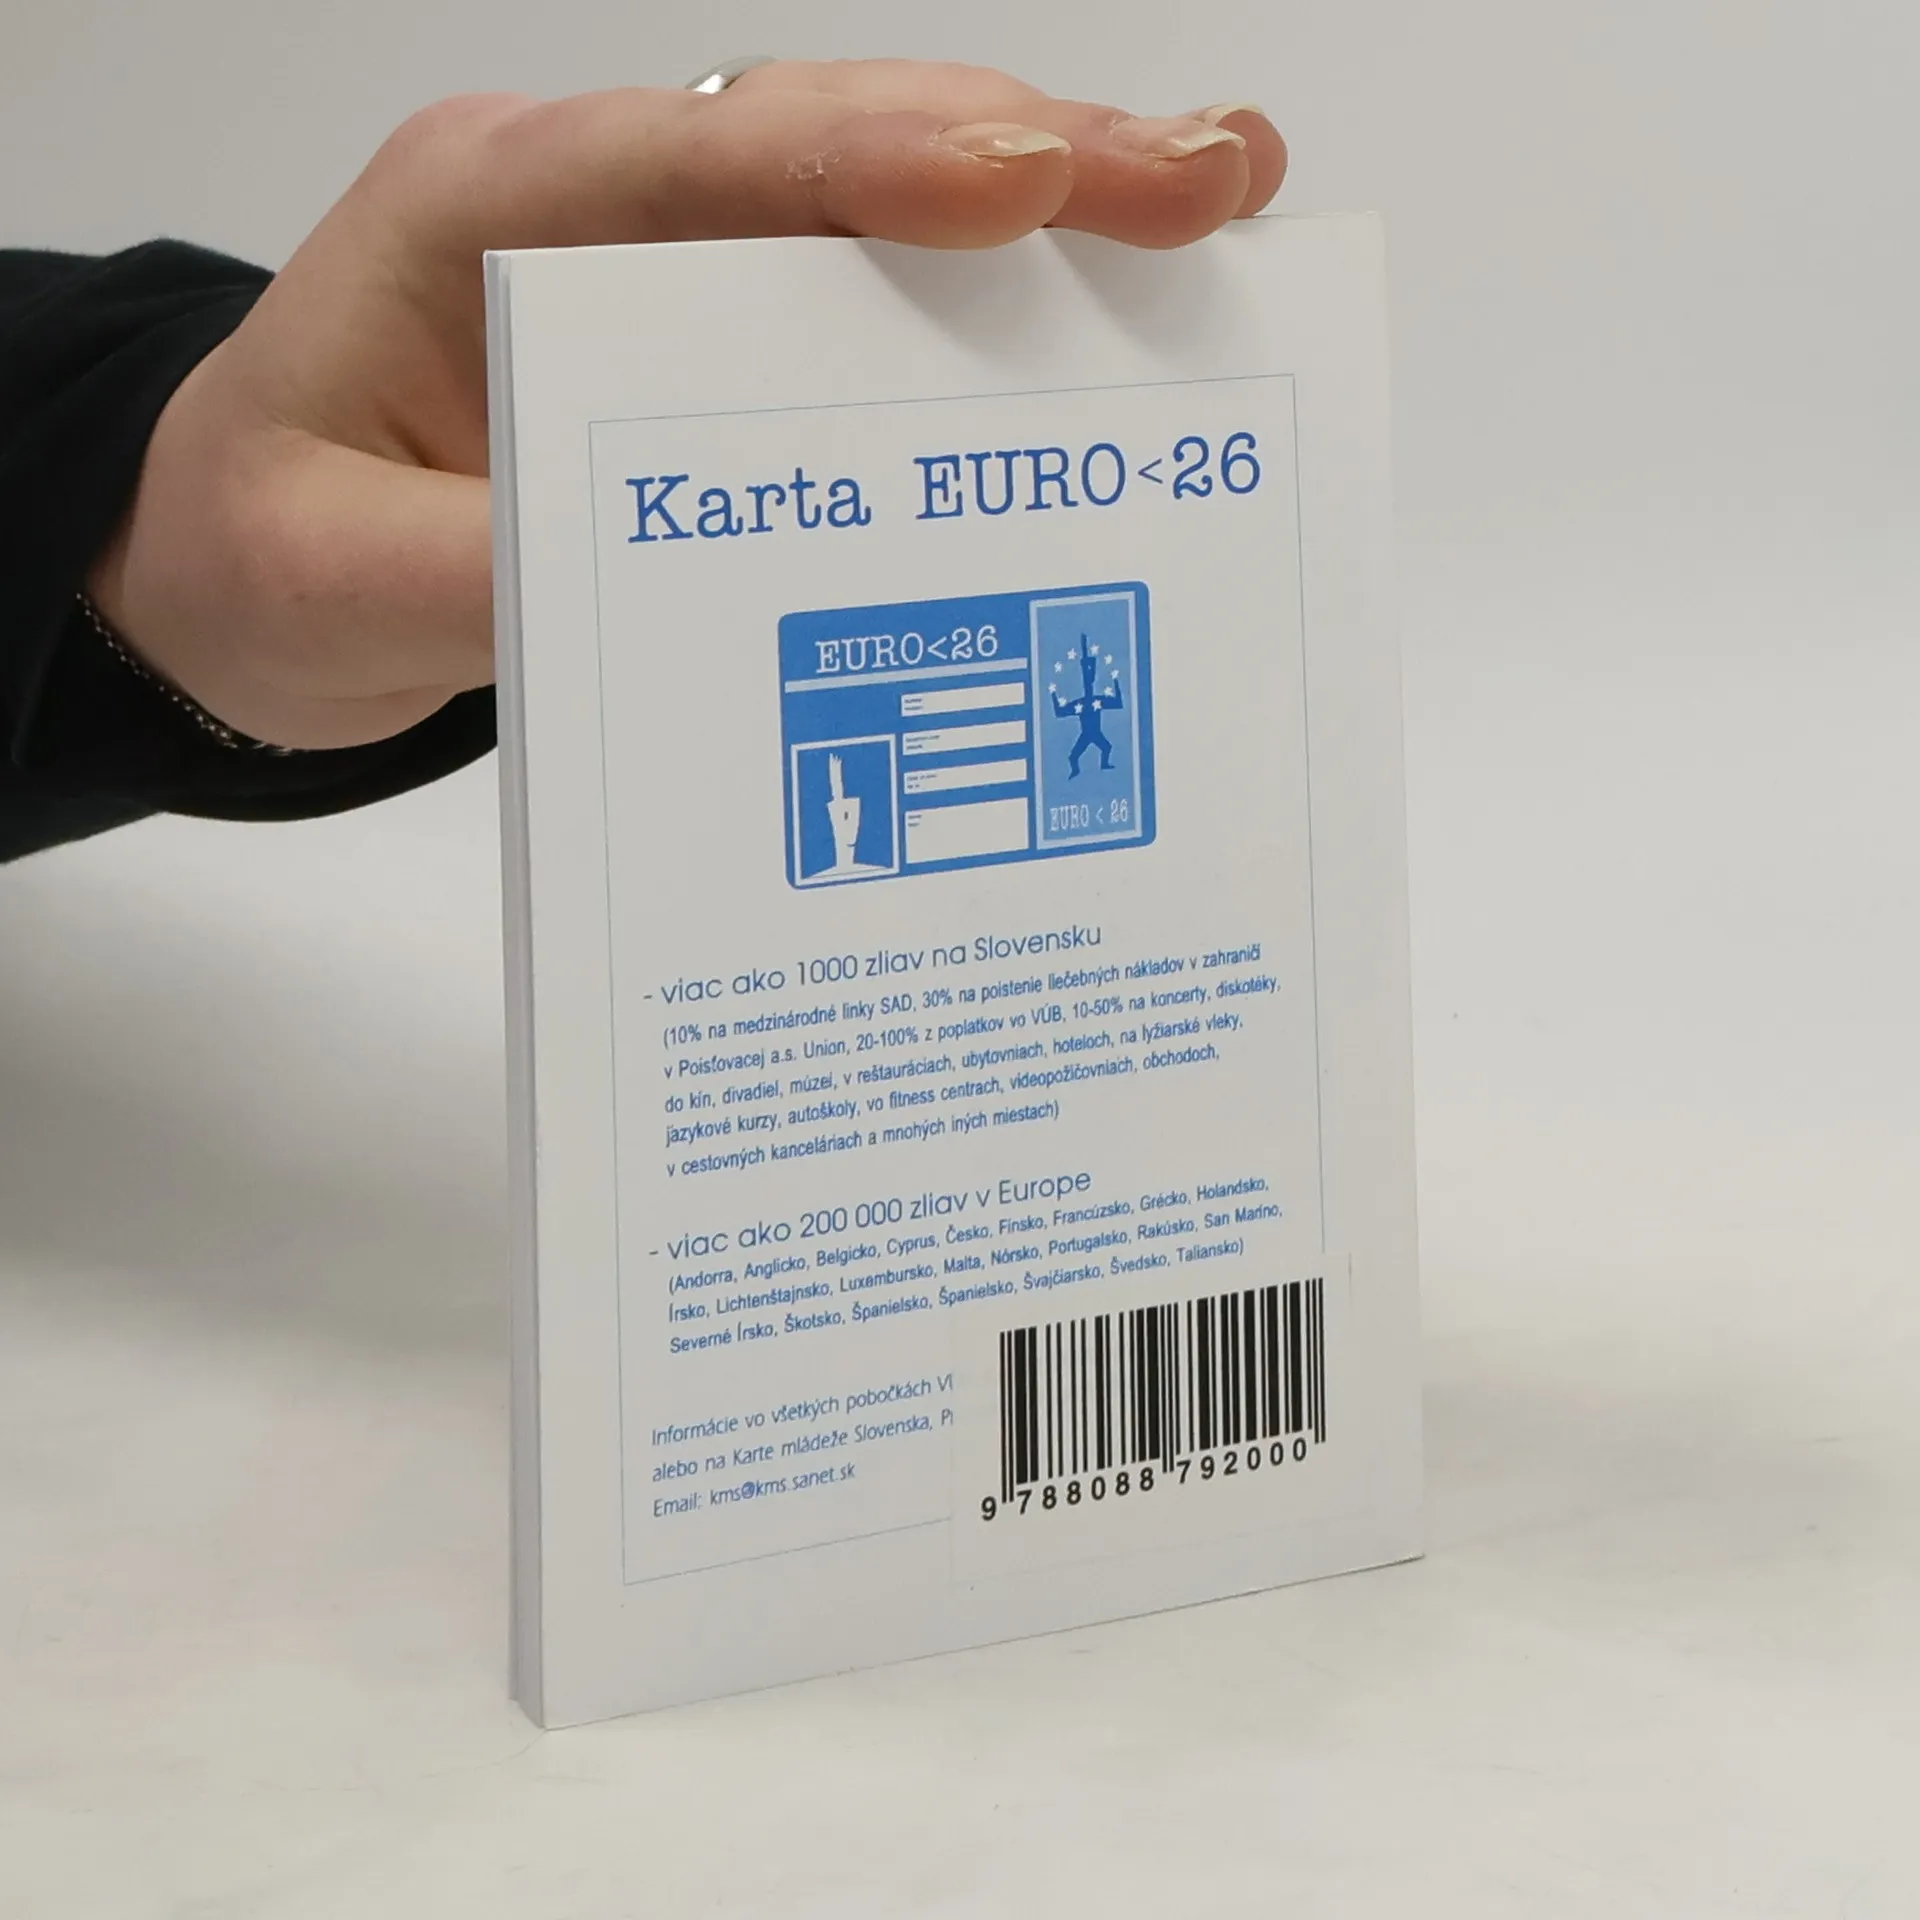 Karta EURO<26
EURO<26
EURO < 26
- viac ako 1000 zliav na Slovensku
(10% na medzinárodné linky SAD, 30% na poistenie liečebných nákladov v zahraničí
v Poisťovacej a.s. Union, 20-100% z poplatkov vo VÚB, 10-50% na koncerty, diskotéky,
do kín, divadiel, múzeí, v reštauráciach, ubytovniach, hoteloch, na lyžiarské vleky,
jazykové kurzy, autoškoly, vo fitness centrach, videopožičovniach, obchodoch,
v cestovných kanceláriach a mnohých iných miestach)
- viac ako 200 000 zliav v Europe
(Andorra, Anglicko, Belgicko, Cyprus, Česko, Fínsko, Francúzsko, Grécko, Holandsko,
Írsko, Lichtenštajnsko, Luxembursko, Malta, Nórsko, Portugalsko, Rakúsko, San Maríno,
Severné Írsko, Škotsko, Španielsko, Španielsko, Švajčiarsko, Švedsko, Taliansko)
Informácie vo všetkých pobočkách
alebo na Karte mládeže Slovenska,
Email: kms@kms.sanet.sk
9 788088 792000